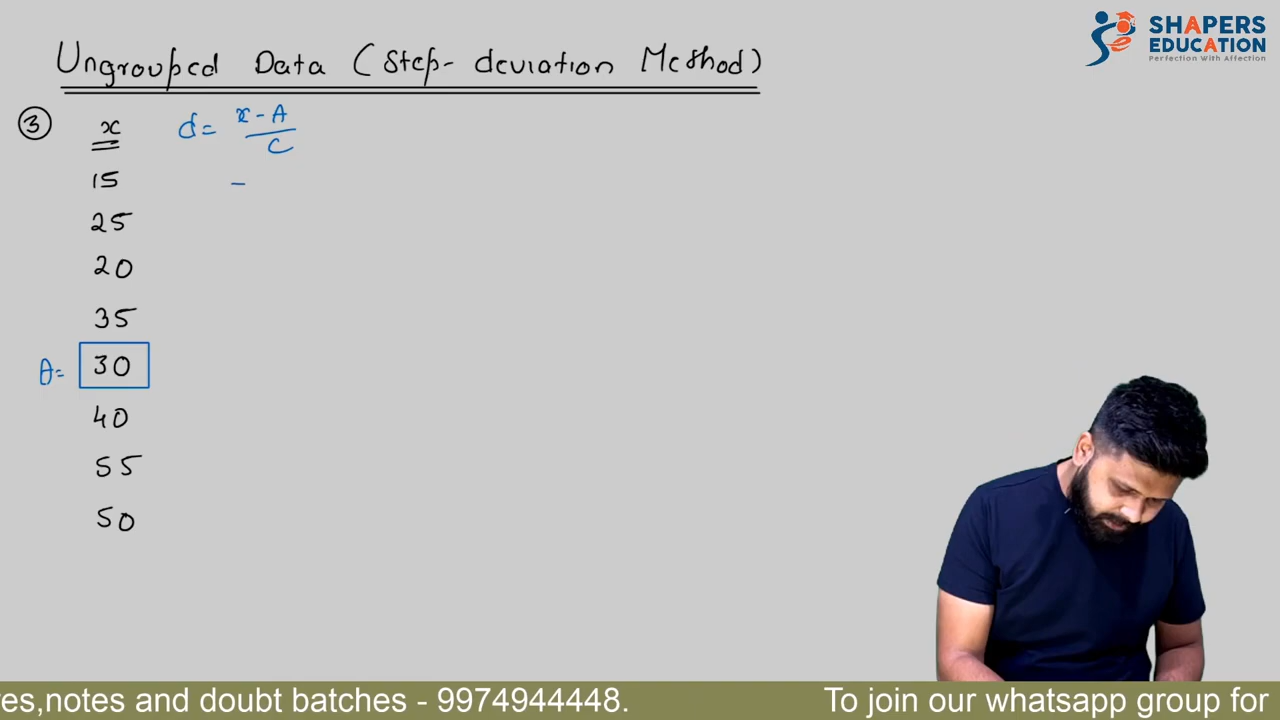 SHAPERS
EDUCATION
Perfection With Affection
Ungrouped Data (Step-deviation Method)
③ x d = x - A / C
15 -
25
20
35
A= 30
40
55
50
res,notes and doubt batches - 9974944448. To join our whatsapp group for